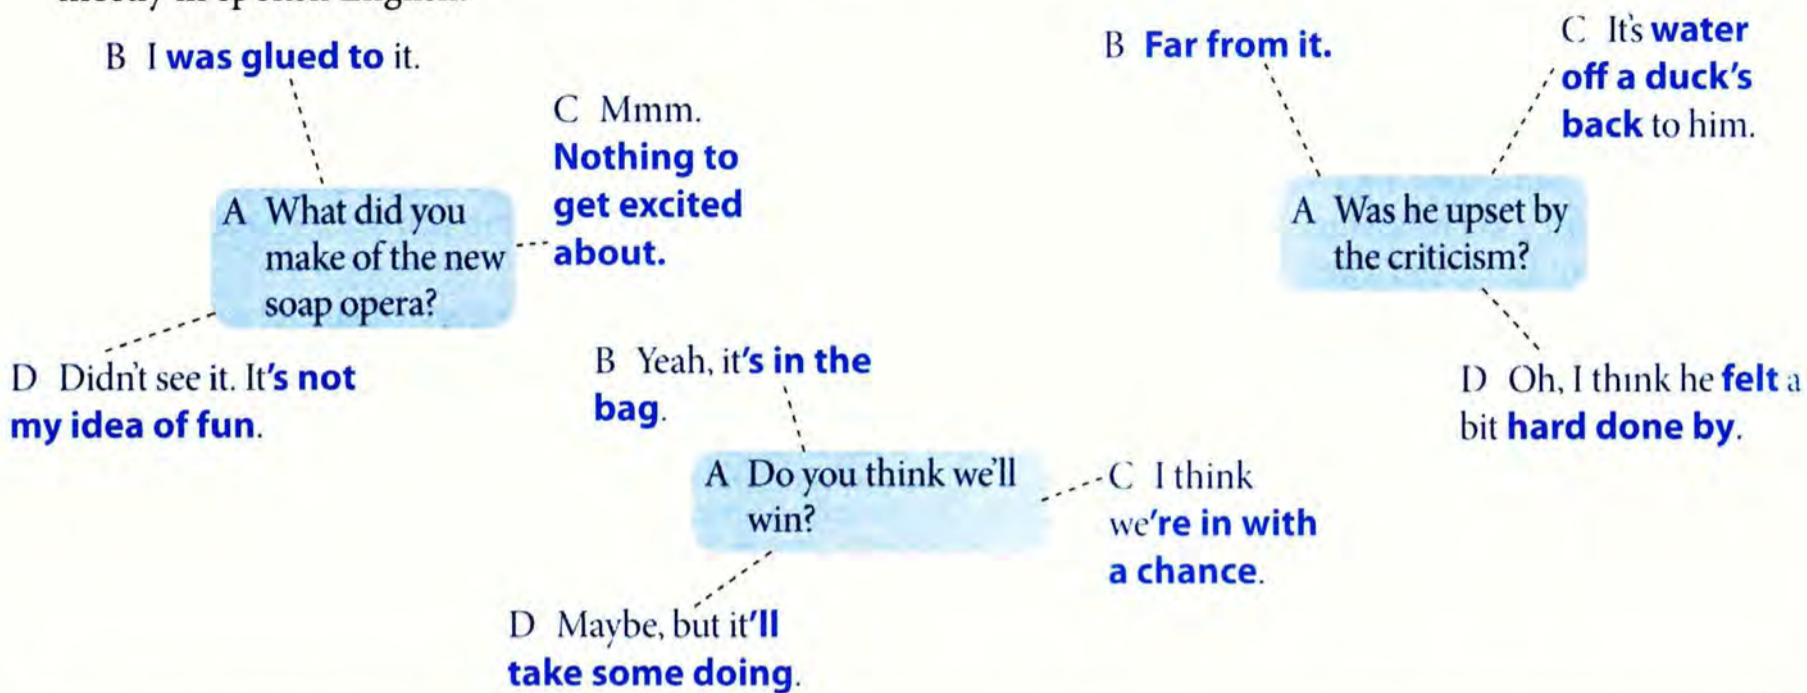 B I was glued to it.
C Mmm.
Nothing to
get excited
about.
A What did you
make of the new
soap opera?
D Didn't see it. It's not
my idea of fun.
B Far from it.
C It's water
off a duck's
back to him.
A Was he upset by
the criticism?
D Oh, I think he felt a
bit hard done by.
B Yeah, it's in the
bag.
A Do you think we'll
win?
C I think
we're in with
a chance.
D Maybe, but it'll
take some doing.